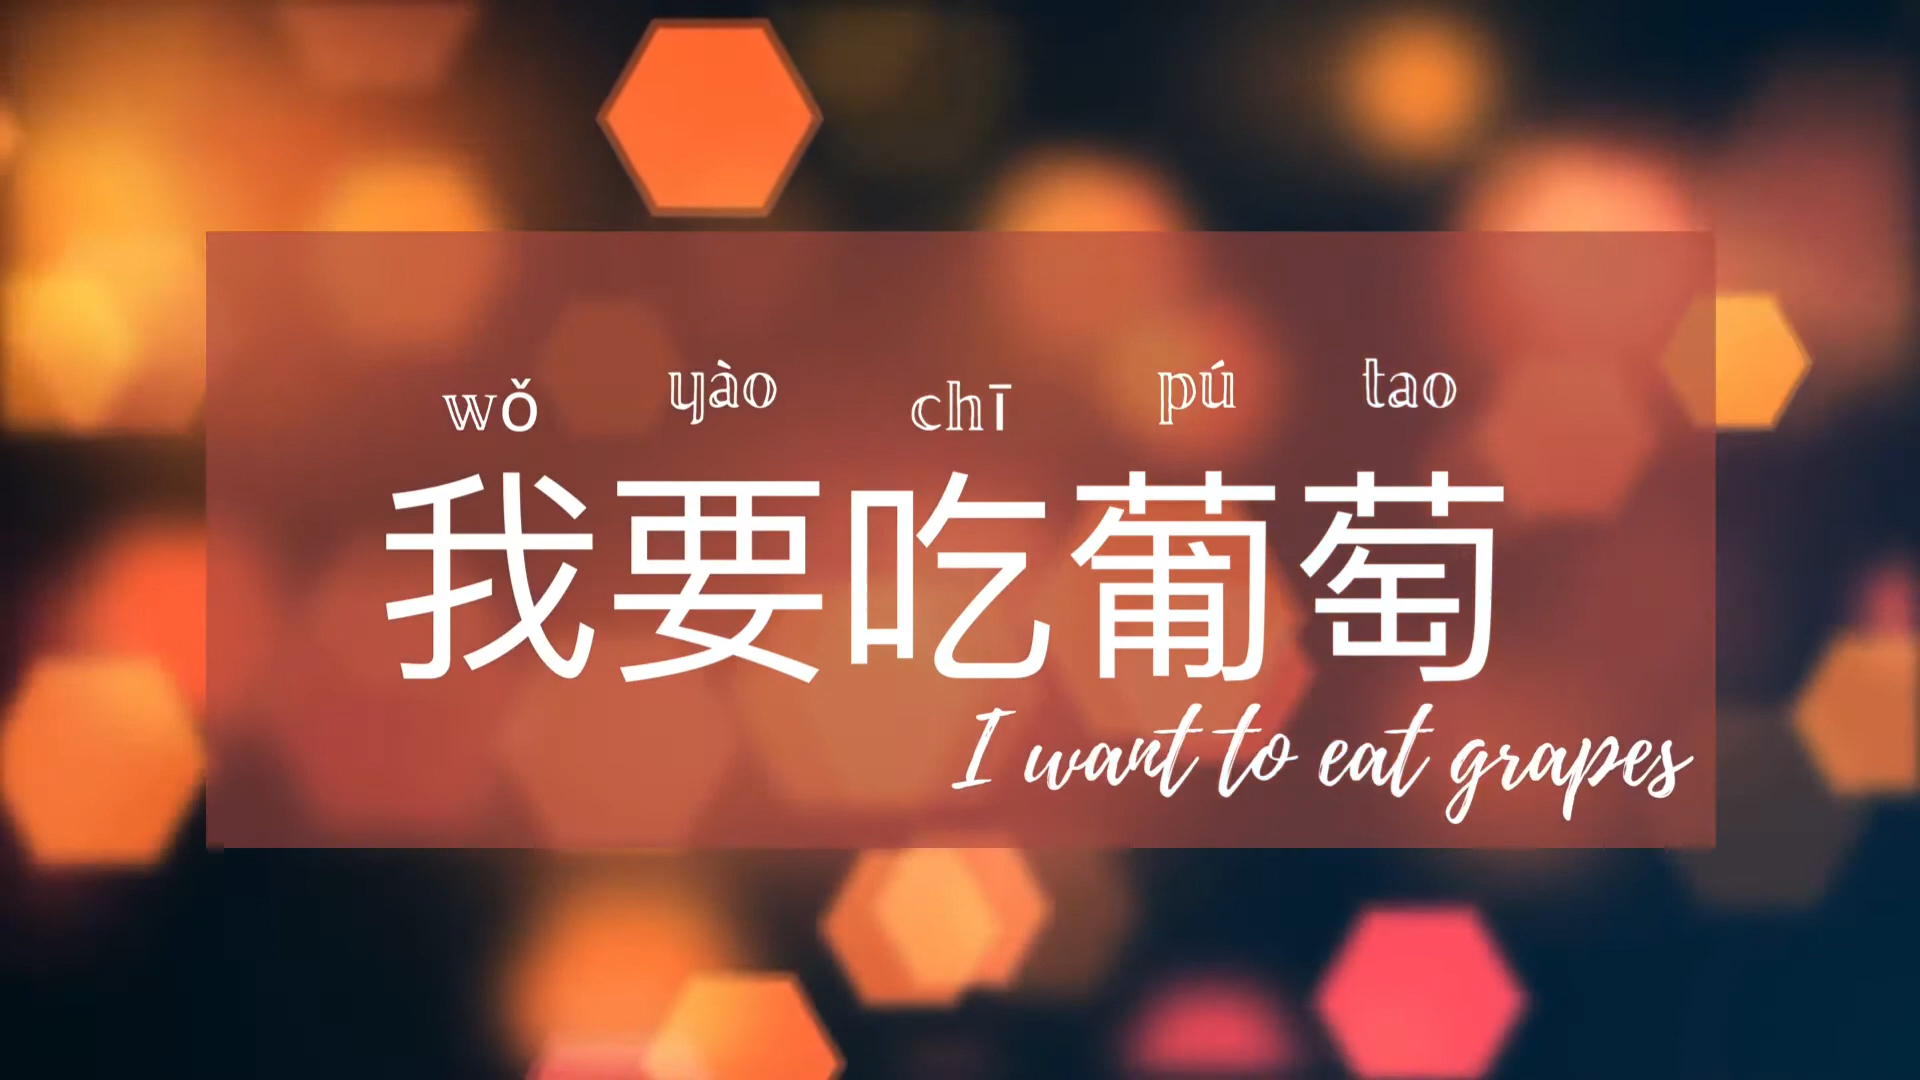 wǒ yào chī pú tao
我要吃葡萄
I want to eat grapes